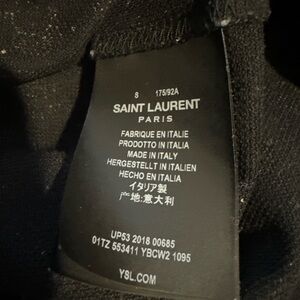 S 175/92A
SAINT LAURENT
PARIS
FABRIQUE EN ITALIE
PRODOTTO IN ITALIA
MADE IN ITALY
HERGESTELLT IN ITALIEN
HECHO EN ITALIA
イタリア製
产地:意大利
UP53 2018 00685
01TZ 553411 YBCW2 1095
YSL.COM